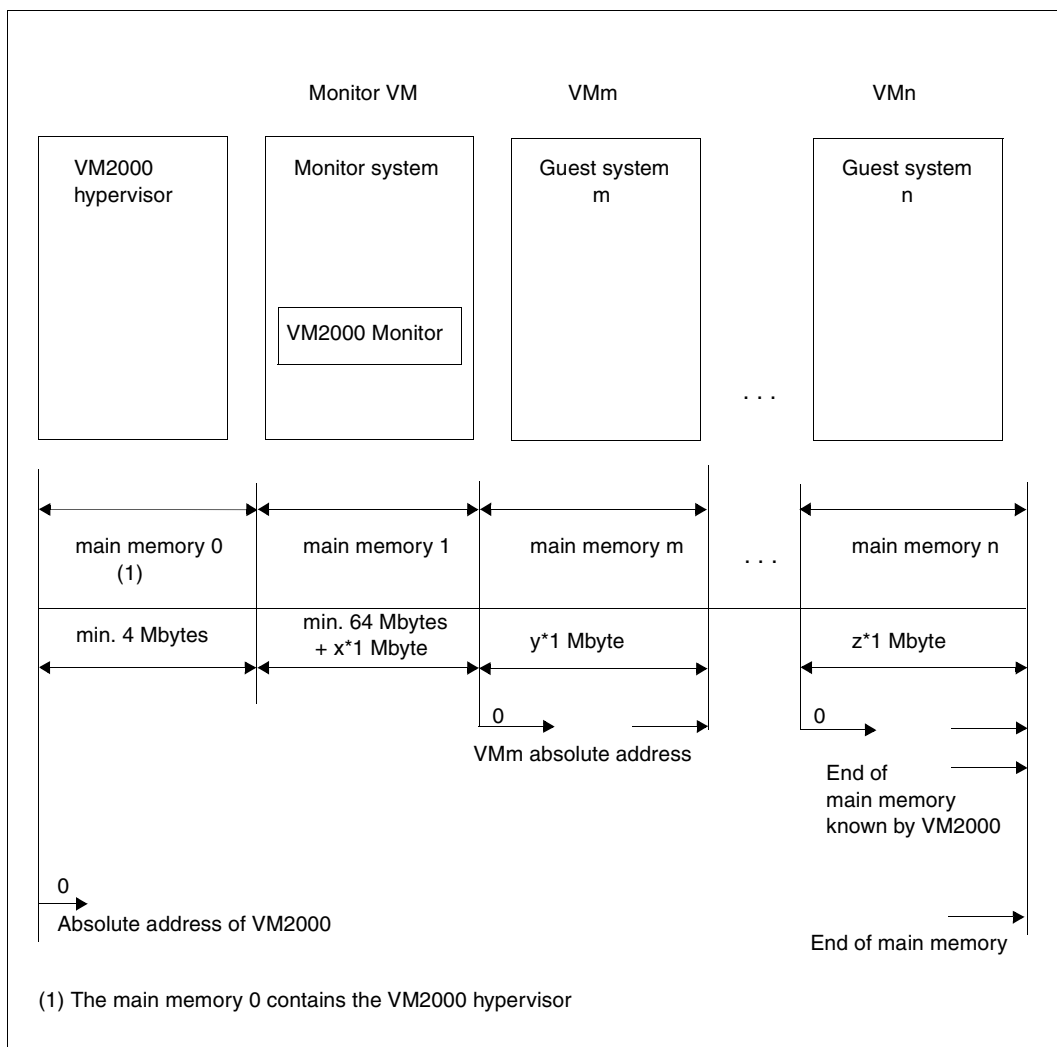 Monitor VM VMm VMn
VM2000
hypervisor
Monitor system
VM2000 Monitor
Guest system
m
Guest system
n
. . .
main memory 0
(1)
main memory 1
main memory m
. . .
main memory n
min. 4 Mbytes
min. 64 Mbytes
+ x*1 Mbyte
y*1 Mbyte
z*1 Mbyte
0
VMm absolute address
0
End of
main memory
known by VM2000
0
Absolute address of VM2000
End of main memory
(1) The main memory 0 contains the VM2000 hypervisor